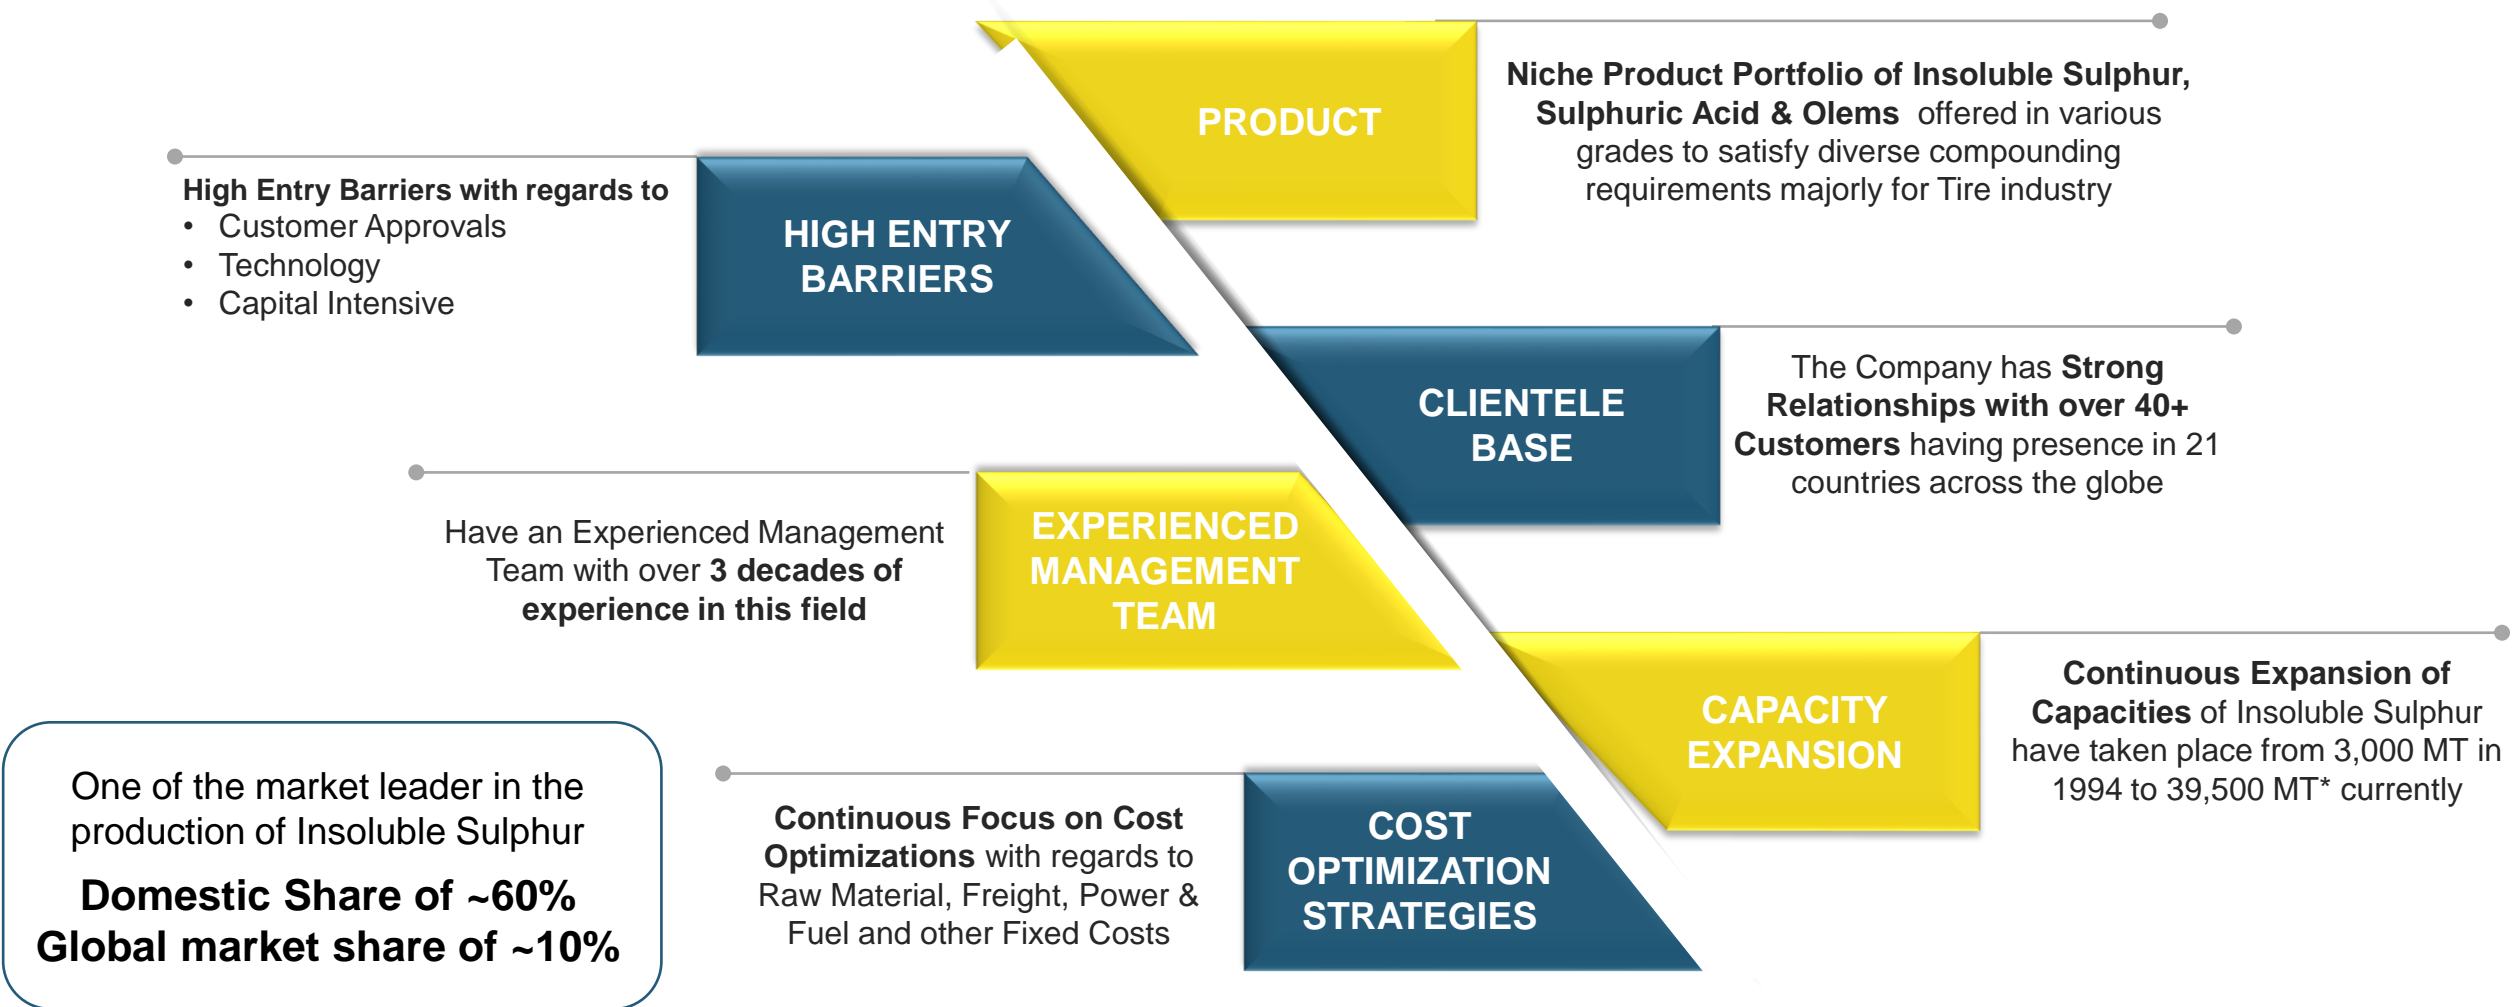 PRODUCT
Niche Product Portfolio of Insoluble Sulphur,
Sulphuric Acid & Olems offered in various
grades to satisfy diverse compounding
requirements majorly for Tire industry
High Entry Barriers with regards to
• Customer Approvals
• Technology
• Capital Intensive
HIGH ENTRY
BARRIERS
CLIENTELE
BASE
The Company has Strong
Relationships with over 40+
Customers having presence in 21
countries across the globe
Have an Experienced Management
Team with over 3 decades of
experience in this field
EXPERIENCED
MANAGEMENT
TEAM
CAPACITY
EXPANSION
Continuous Expansion of
Capacities of Insoluble Sulphur
have taken place from 3,000 MT in
1994 to 39,500 MT* currently
One of the market leader in the
production of Insoluble Sulphur
Domestic Share of ~60%
Global market share of ~10%
Continuous Focus on Cost
Optimizations with regards to
Raw Material, Freight, Power &
Fuel and other Fixed Costs
COST
OPTIMIZATION
STRATEGIES